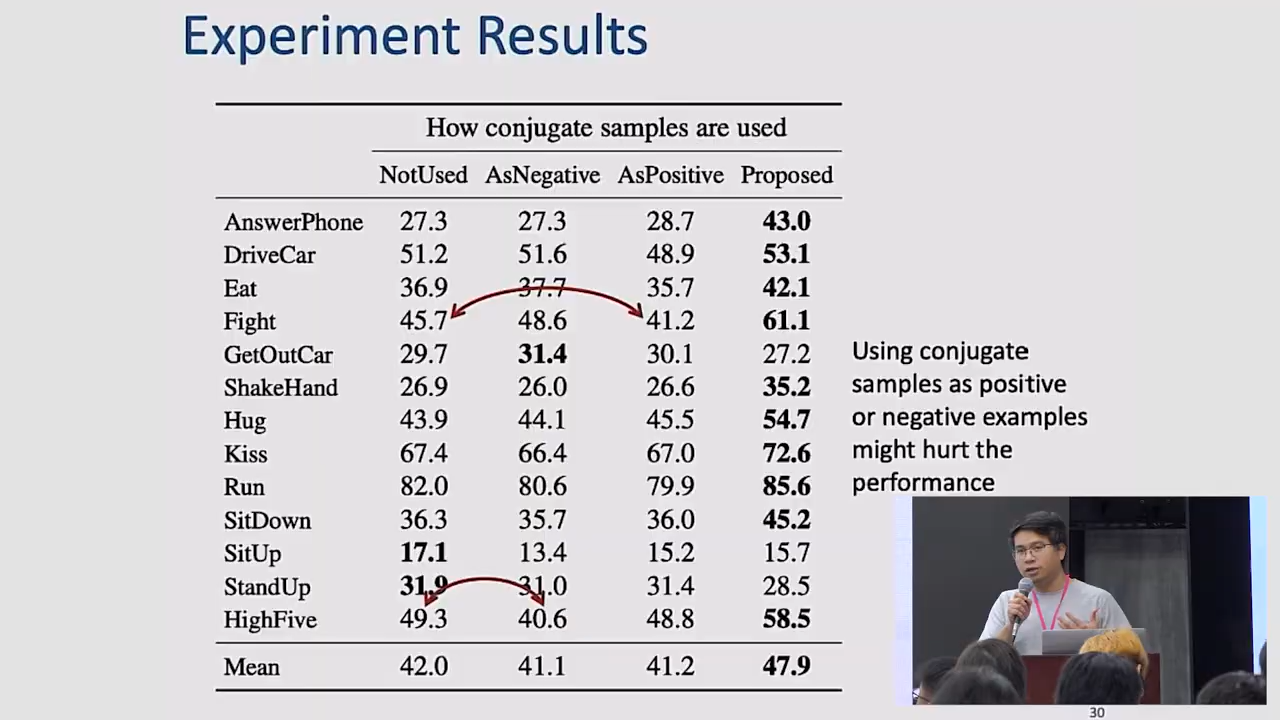 Experiment Results
How conjugate samples are used
NotUsed AsNegative AsPositive Proposed
AnswerPhone 27.3 27.3 28.7 43.0
DriveCar 51.2 51.6 48.9 53.1
Eat 36.9 37.7 35.7 42.1
Fight 45.7 48.6 41.2 61.1
GetOutCar 29.7 31.4 30.1 27.2
ShakeHand 26.9 26.0 26.6 35.2
Hug 43.9 44.1 45.5 54.7
Kiss 67.4 66.4 67.0 72.6
Run 82.0 80.6 79.9 85.6
SitDown 36.3 35.7 36.0 45.2
SitUp 17.1 13.4 15.2 15.7
StandUp 31.9 31.0 31.4 28.5
HighFive 49.3 40.6 48.8 58.5
Mean 42.0 41.1 41.2 47.9
Using conjugate
samples as positive
or negative examples
might hurt the
performance
30